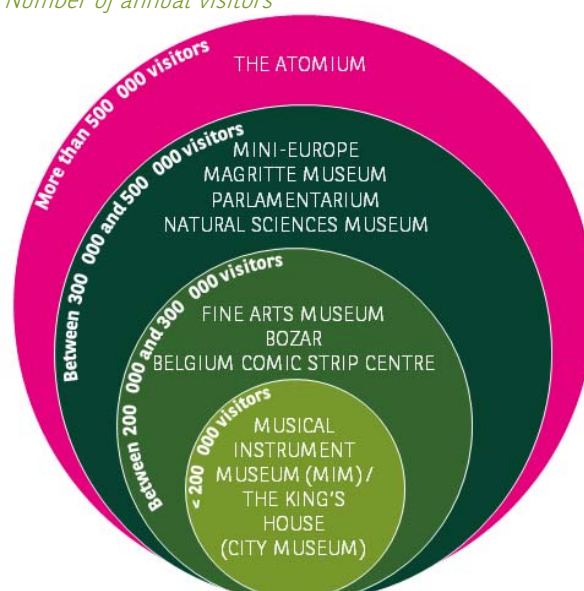 Number of annual visitors
More than 500 000 visitors
THE ATOMIUM
Between 300 000 and 500 000 visitors
MINI-EUROPE
MAGRITTE MUSEUM
PARLAMENTARIUM
NATURAL SCIENCES MUSEUM
Between 200 000 and 300 000 visitors
FINE ARTS MUSEUM
BOZAR
BELGIUM COMIC STRIP CENTRE
< 200 000 visitors
MUSICAL
INSTRUMENT
MUSEUM (MIM) /
THE KING'S
HOUSE
(CITY MUSEUM)